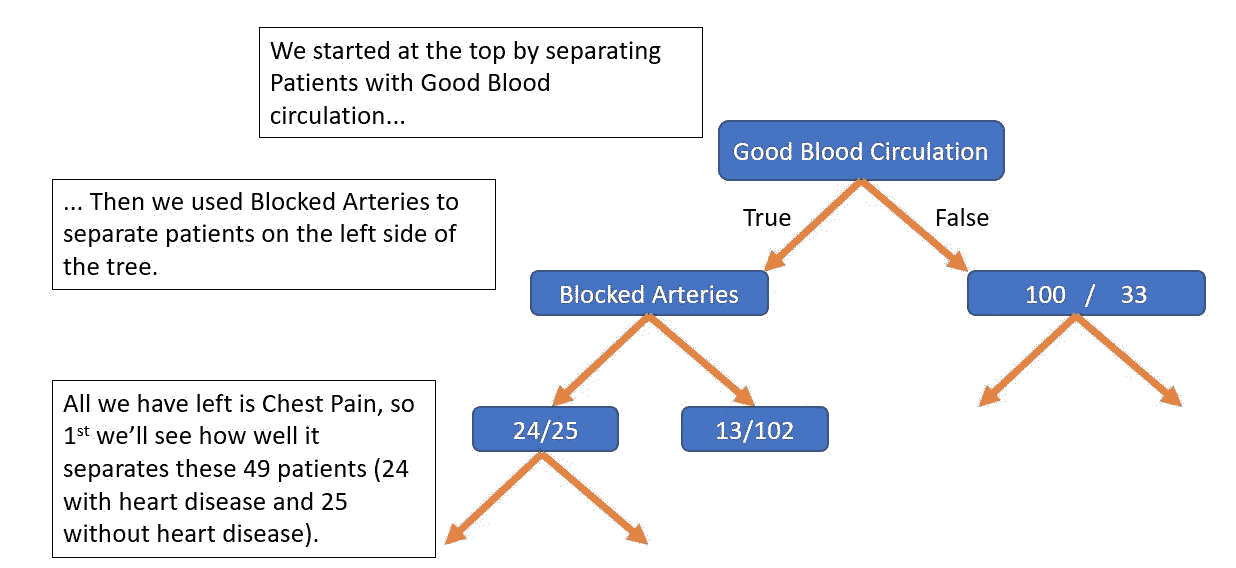 We started at the top by separating
Patients with Good Blood
circulation...
Good Blood Circulation
... Then we used Blocked Arteries to
separate patients on the left side of
the tree.
True
False
Blocked Arteries
100 / 33
All we have left is Chest Pain, so
1st we’ll see how well it
separates these 49 patients (24
with heart disease and 25
without heart disease).
24/25
13/102